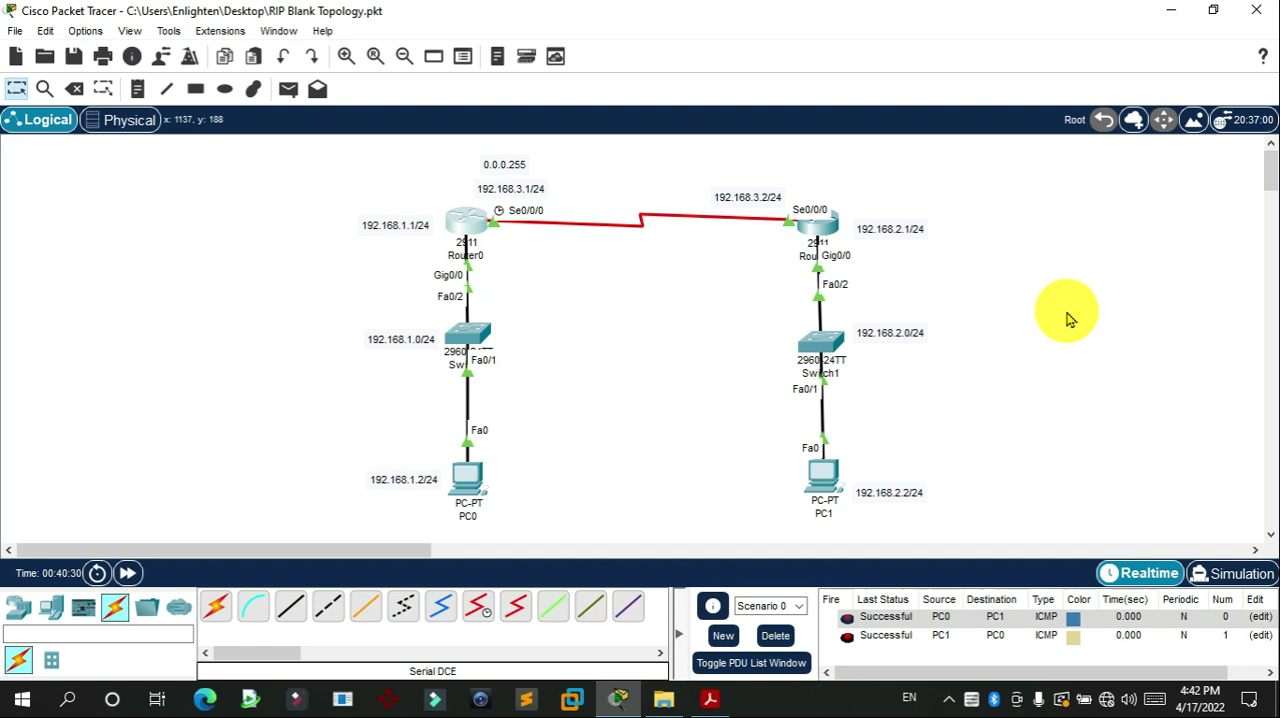 Cisco Packet Tracer - C:\Users\Enlighten\Desktop\RIP Blank Topology.pkt
File Edit Options View Tools Extensions Window Help
Logical Physical x: 1137, y: 188 Root 20:37:00
0.0.0.255
192.168.3.1/24
192.168.3.2/24
Se0/0/0
Se0/0/0
192.168.1.1/24
192.168.2.1/24
2911
Router0
2911
Rou
Gig0/0
Gig0/0
Fa0/2
Fa0/2
192.168.1.0/24
192.168.2.0/24
2960-24TT
Fa0/1
2960-24TT
Switch1
Fa0/1
Fa0
Fa0
192.168.1.2/24
192.168.2.2/24
PC-PT
PC0
PC-PT
PC1
Time: 00:40:30 Realtime Simulation
Scenario 0
New Delete
Toggle PDU List Window
Fire Last Status Source Destination Type Color Time(sec) Periodic Num Edit
Successful PC0 PC1 ICMP 0.000 N 0 (edit)
Successful PC1 PC0 ICMP 0.000 N 1 (edit)
Serial DCE
EN
4:42 PM
4/17/2022